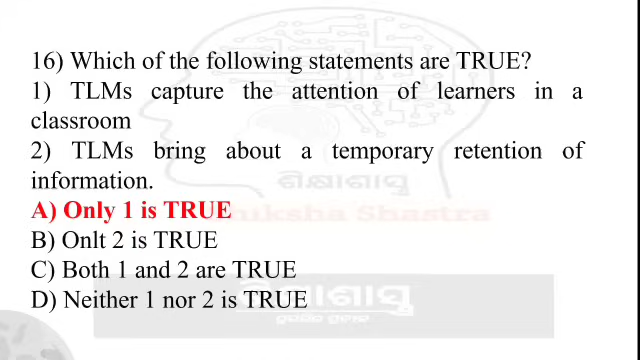 16) Which of the following statements are TRUE?
1) TLMs capture the attention of learners in a
classroom
2) TLMs bring about a temporary retention of
information.
ଶିକ୍ଷାଶାସ୍ତ୍ର
A) Only 1 is TRUE
Shiksha Shastra
B) Onlt 2 is TRUE
C) Both 1 and 2 are TRUE
ଶିକ୍ଷାଶାସ୍ତ୍ର
D) Neither 1 nor 2 is TRUE